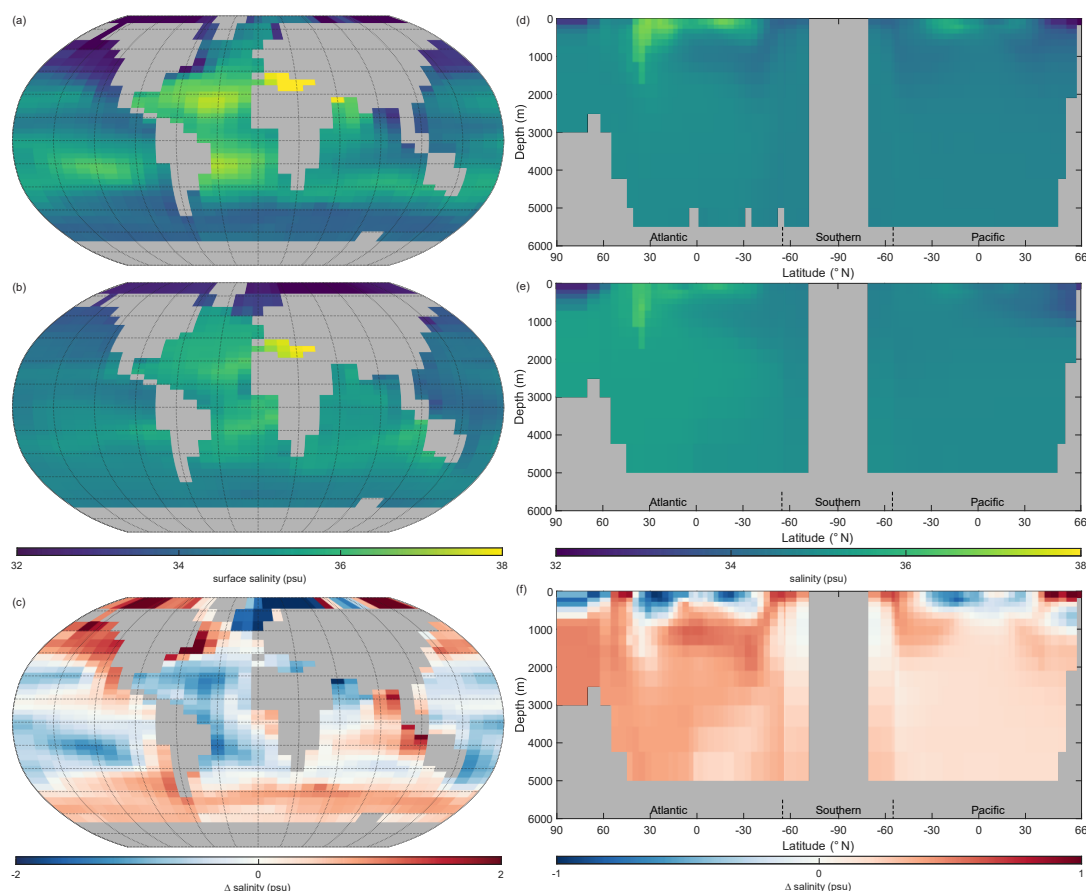 (a)
(b)
32 34 36 38
surface salinity (psu)
(c)
-2 0 2
Δ salinity (psu)
(d)
0
1000
2000
3000
4000
5000
6000
Depth (m)
Atlantic Southern Pacific
90 60 30 0 -30 -60 -90 -60 -30 0 30 66
Latitude (° N)
(e)
0
1000
2000
3000
4000
5000
6000
Depth (m)
Atlantic Southern Pacific
90 60 30 0 -30 -60 -90 -60 -30 0 30 66
Latitude (° N)
32 34 36 38
salinity (psu)
(f)
0
1000
2000
3000
4000
5000
6000
Depth (m)
Atlantic Southern Pacific
90 60 30 0 -30 -60 -90 -60 -30 0 30 66
Latitude (° N)
-1 0 1
Δ salinity (psu)